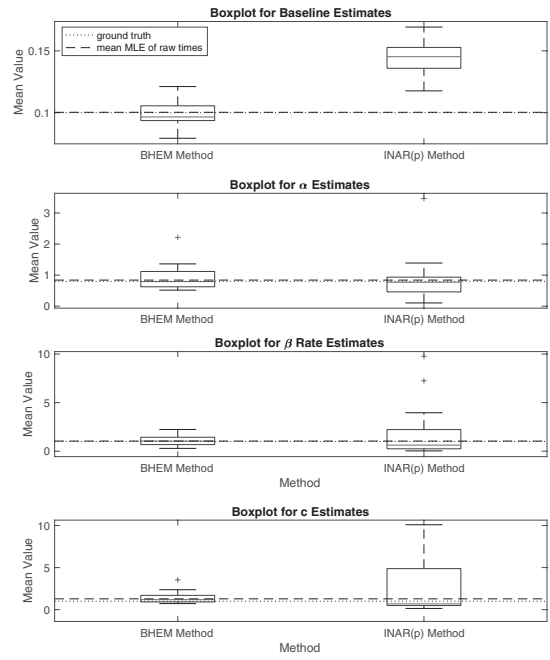 Boxplot for Baseline Estimates
ground truth
mean MLE of raw times
0.15
0.1
Mean Value
BHEM Method INAR(p) Method
Boxplot for α Estimates
3
2
1
0
Mean Value
BHEM Method INAR(p) Method
Boxplot for β Rate Estimates
10
5
0
Mean Value
BHEM Method INAR(p) Method
Method
Boxplot for c Estimates
10
5
0
Mean Value
BHEM Method INAR(p) Method
Method